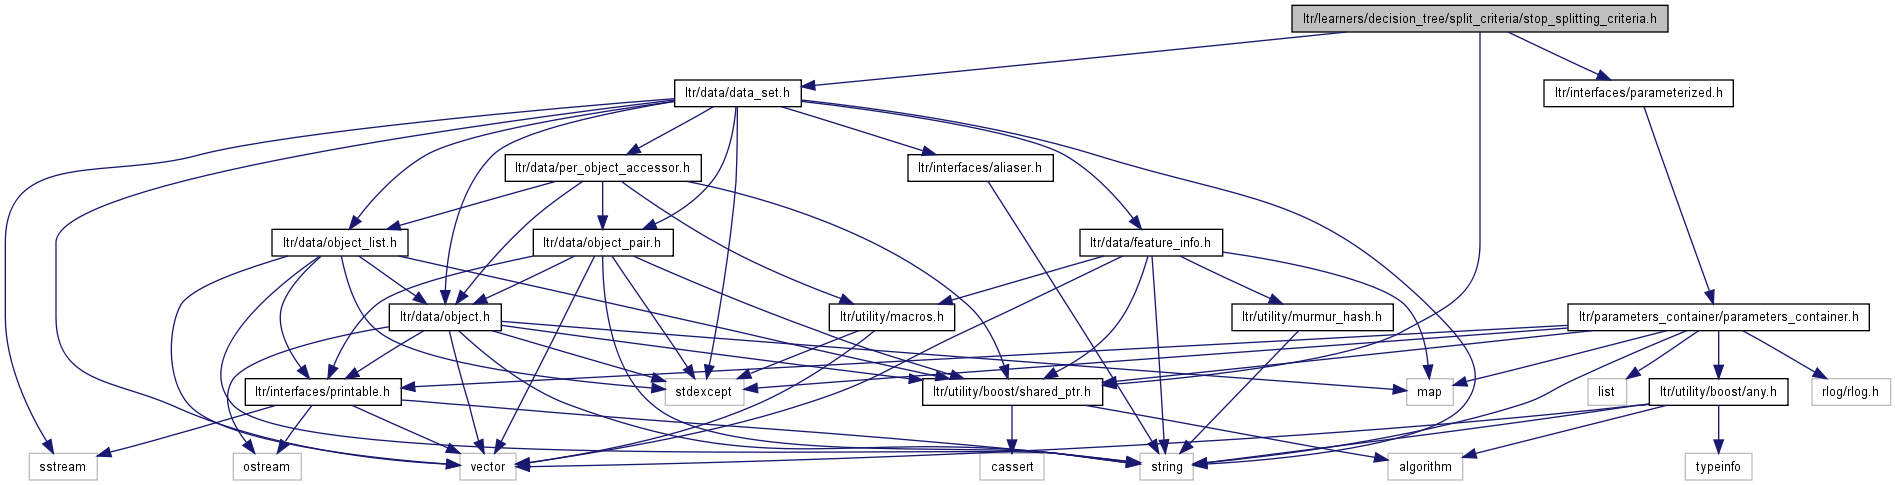 ltr/learners/decision_tree/split_criteria/stop_splitting_criteria.h
ltr/data/data_set.h
ltr/interfaces/parameterized.h
ltr/data/per_object_accessor.h
ltr/interfaces/aliaser.h
ltr/data/object_list.h
ltr/data/object_pair.h
ltr/data/feature_info.h
ltr/data/object.h
ltr/utility/macros.h
ltr/utility/murmur_hash.h
ltr/parameters_container/parameters_container.h
ltr/interfaces/printable.h
stdexcept
ltr/utility/boost/shared_ptr.h
map
list
ltr/utility/boost/any.h
rlog/rlog.h
sstream
ostream
vector
cassert
string
algorithm
typeinfo